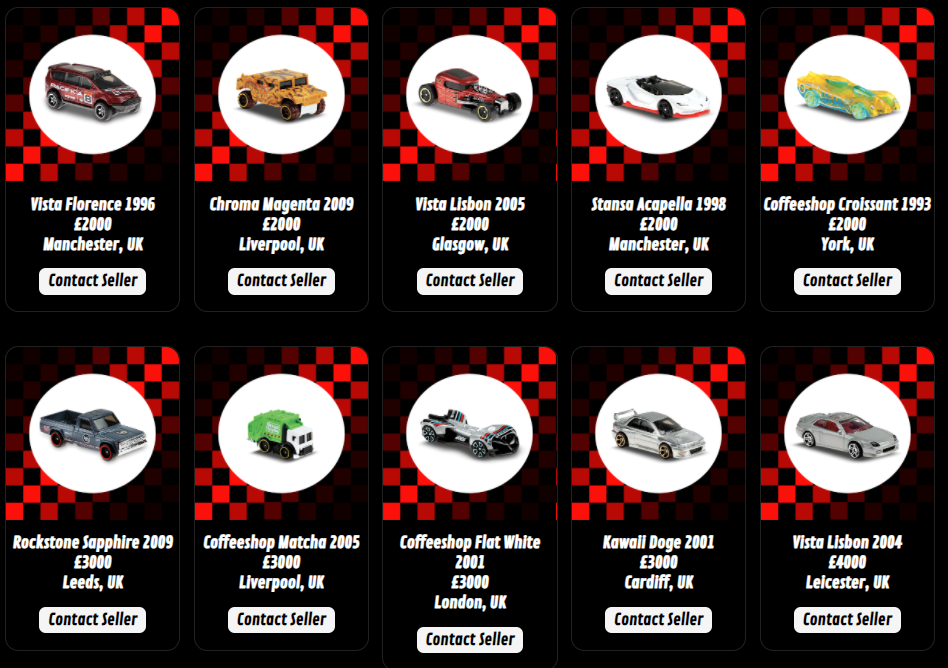 PACIFICA
Vista Florence 1996
£2000
Manchester, UK
Contact Seller
Chroma Magenta 2009
£2000
Liverpool, UK
Contact Seller
Vista Lisbon 2005
£2000
Glasgow, UK
Contact Seller
Stansa Acapella 1998
£2000
Manchester, UK
Contact Seller
Coffeeshop Croissant 1993
£2000
York, UK
Contact Seller
Rockstone Sapphire 2009
£3000
Leeds, UK
Contact Seller
Coffeeshop Matcha 2005
£3000
Liverpool, UK
Contact Seller
Coffeeshop Flat White
2001
£3000
London, UK
Contact Seller
Kawaii Doge 2001
£3000
Cardiff, UK
Contact Seller
Vista Lisbon 2004
£4000
Leicester, UK
Contact Seller